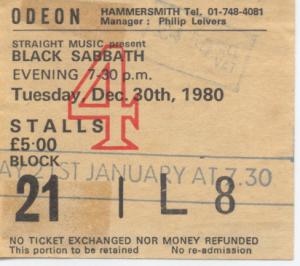 ODEON HAMMERSMITH Tel. 01-748-4081
Manager : Philip Leivers
STRAIGHT MUSIC present
BLACK SABBATH
EVENING 7-30 p.m.
Tuesday, Dec. 30th, 1980
4
STALLS
£5·00
BLOCK
AY 21ST JANUARY AT 7.30
21 L 8
NO TICKET EXCHANGED NOR MONEY REFUNDED
This portion to be retained No re-admission